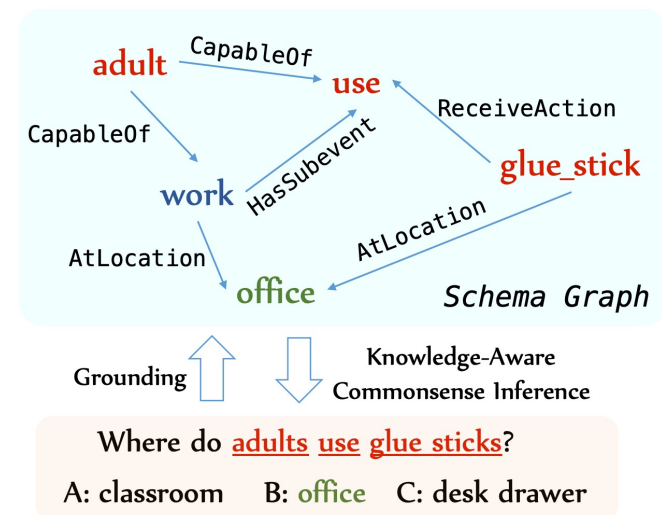 adult
CapableOf
use
CapableOf
ReceiveAction
HasSubevent
glue_stick
work
AtLocation
AtLocation
office
Schema Graph
Grounding
Knowledge-Aware
Commonsense Inference
Where do adults use glue sticks?
A: classroom B: office C: desk drawer